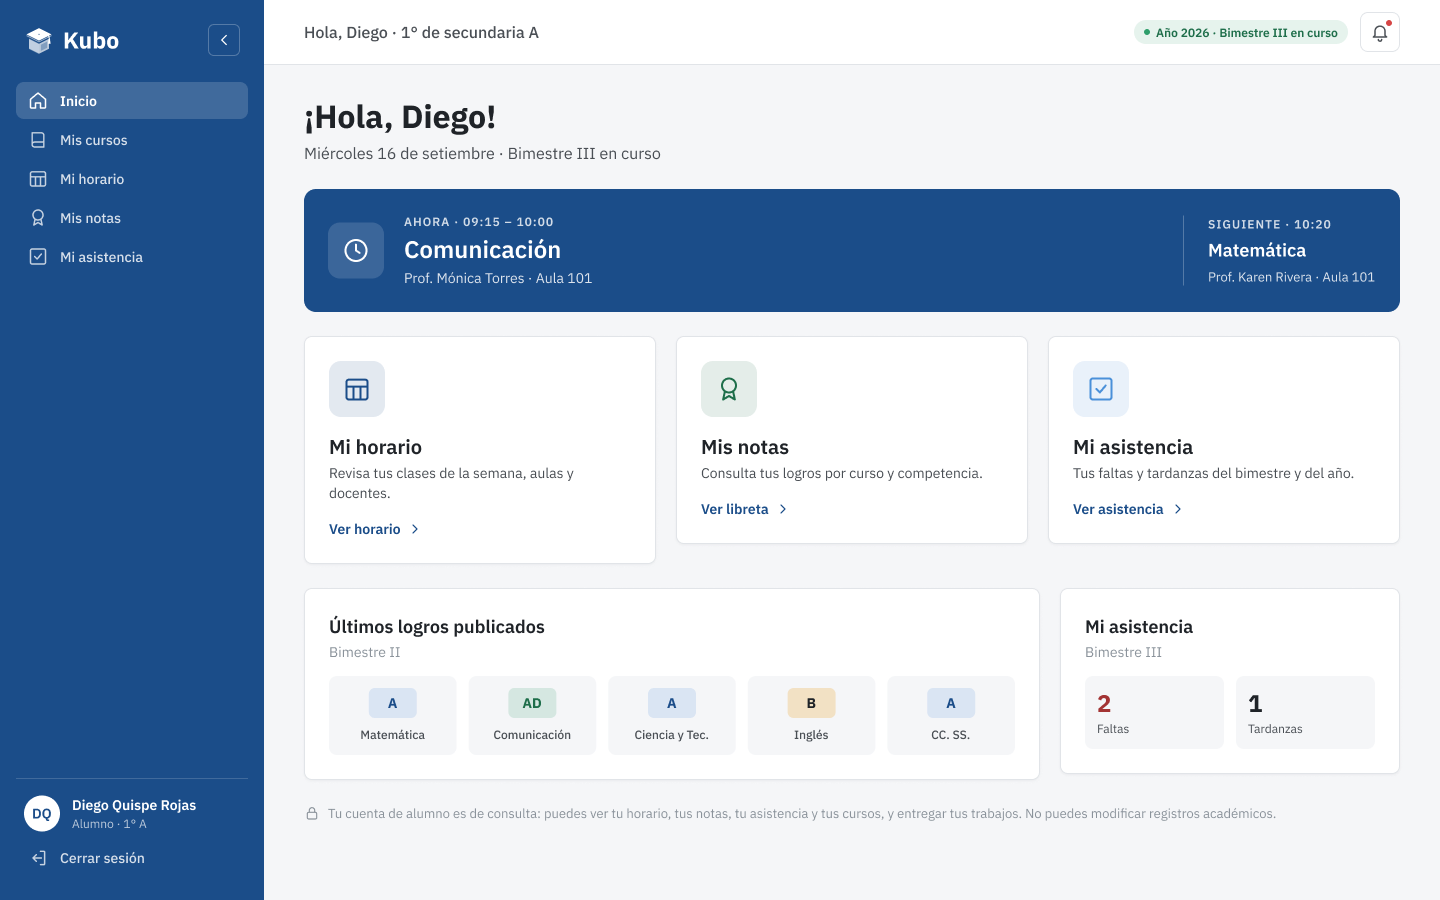 Kubo
Inicio
Mis cursos
Mi horario
Mis notas
Mi asistencia
DQ
Diego Quispe Rojas
Alumno · 1° A
Cerrar sesión
Hola, Diego · 1° de secundaria A
Año 2026 · Bimestre III en curso
¡Hola, Diego!
Miércoles 16 de setiembre · Bimestre III en curso
AHORA · 09:15 – 10:00
Comunicación
Prof. Mónica Torres · Aula 101
SIGUIENTE · 10:20
Matemática
Prof. Karen Rivera · Aula 101
Mi horario
Revisa tus clases de la semana, aulas y
docentes.
Ver horario
Mis notas
Consulta tus logros por curso y competencia.
Ver libreta
Mi asistencia
Tus faltas y tardanzas del bimestre y del año.
Ver asistencia
Últimos logros publicados
Bimestre II
A
Matemática
AD
Comunicación
A
Ciencia y Tec.
B
Inglés
A
CC. SS.
Mi asistencia
Bimestre III
2
Faltas
1
Tardanzas
Tu cuenta de alumno es de consulta: puedes ver tu horario, tus notas, tu asistencia y tus cursos, y entregar tus trabajos. No puedes modificar registros académicos.